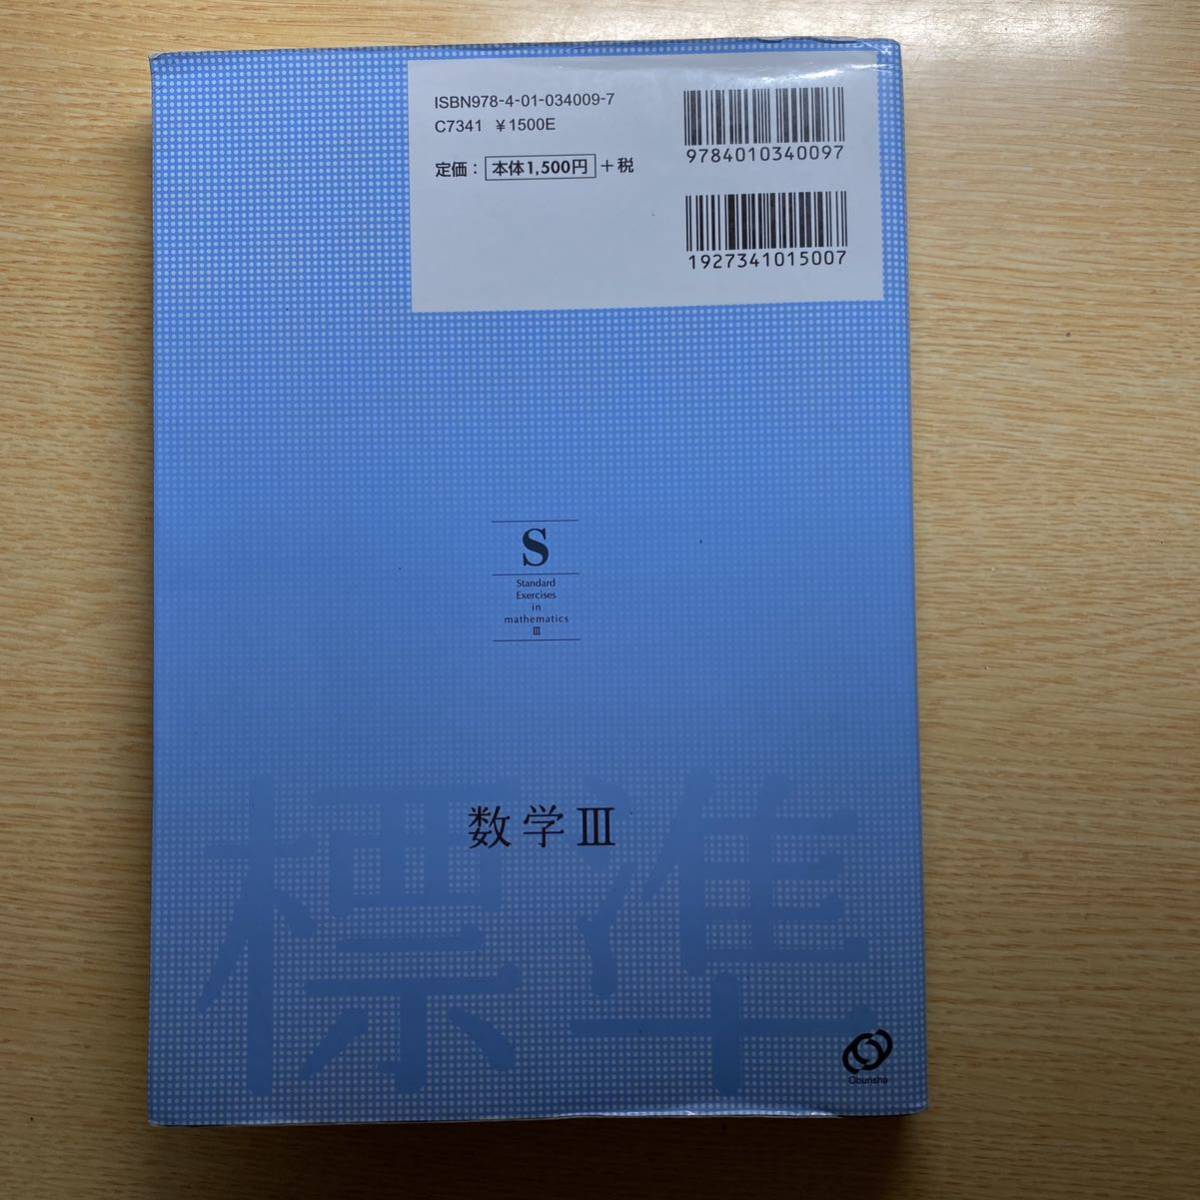 ISBN978-4-01-034009-7
C7341 ¥1500E
定価： 本体1,500円 +税
9784010340097
1927341015007
S
Standard
Exercises
in
mathematics
Ⅲ
数学Ⅲ
標準
Obunsha